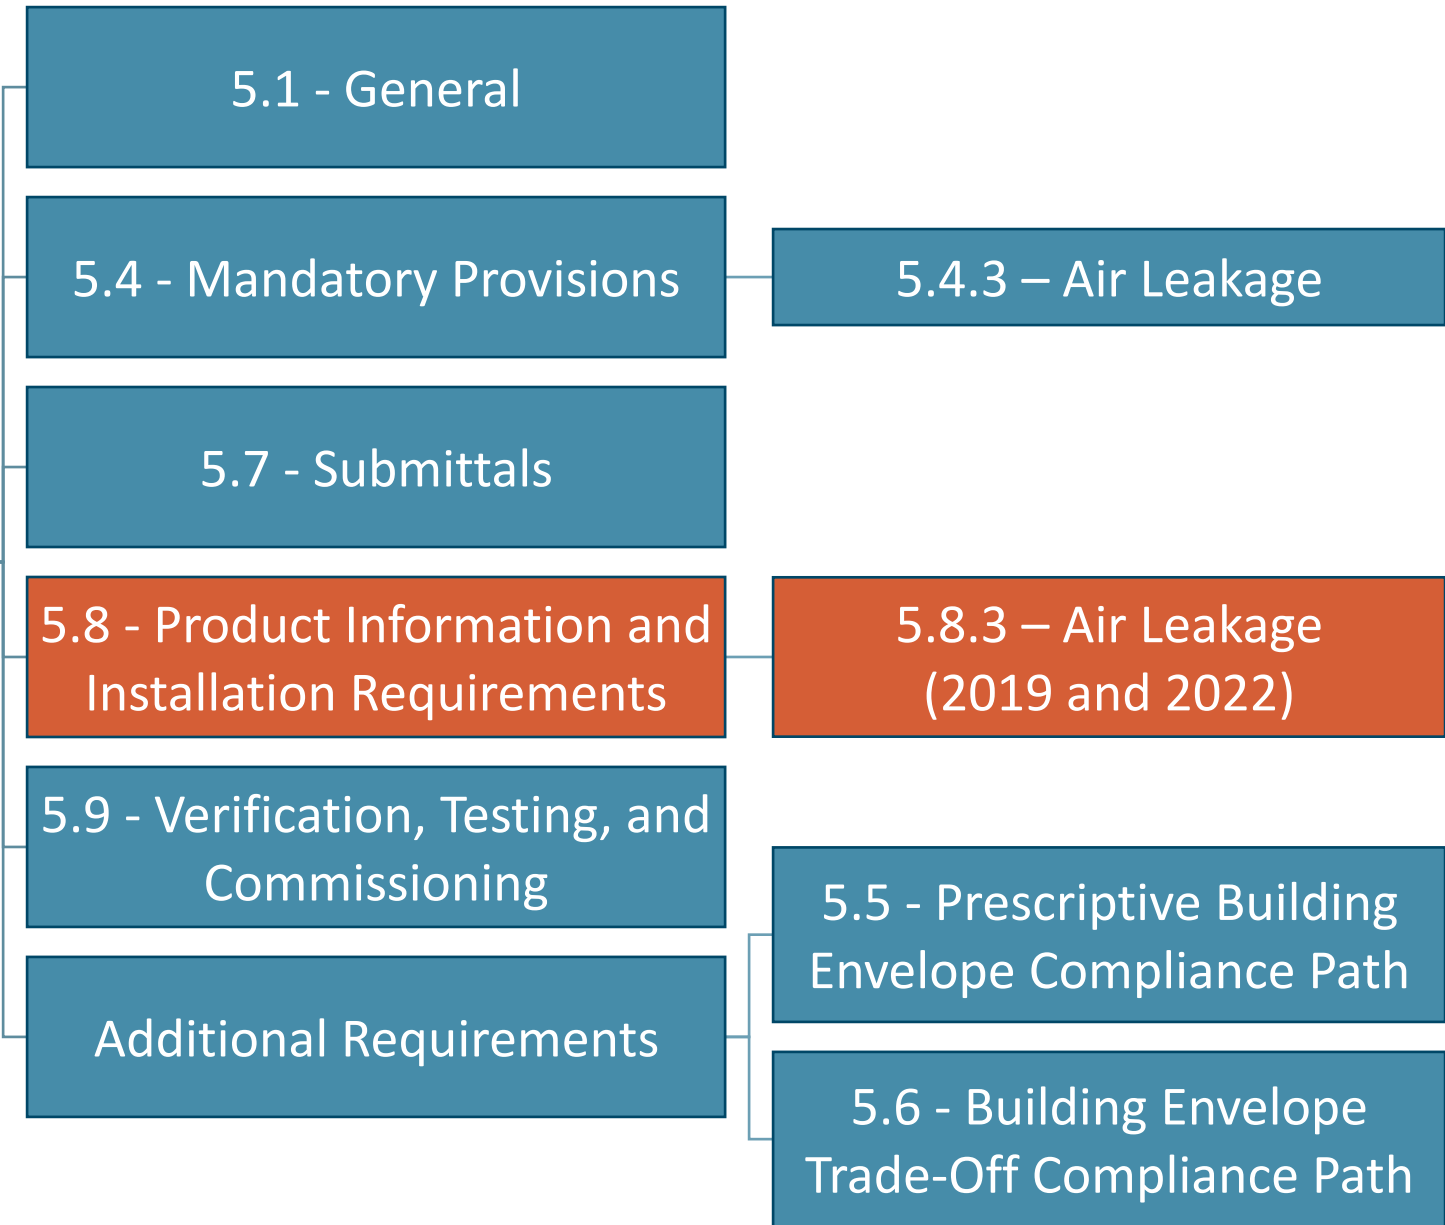 5.1 - General
5.4 - Mandatory Provisions
5.4.3 – Air Leakage
5.7 - Submittals
5.8 - Product Information and
Installation Requirements
5.8.3 – Air Leakage
(2019 and 2022)
5.9 - Verification, Testing, and
Commissioning
Additional Requirements
5.5 - Prescriptive Building
Envelope Compliance Path
5.6 - Building Envelope
Trade-Off Compliance Path